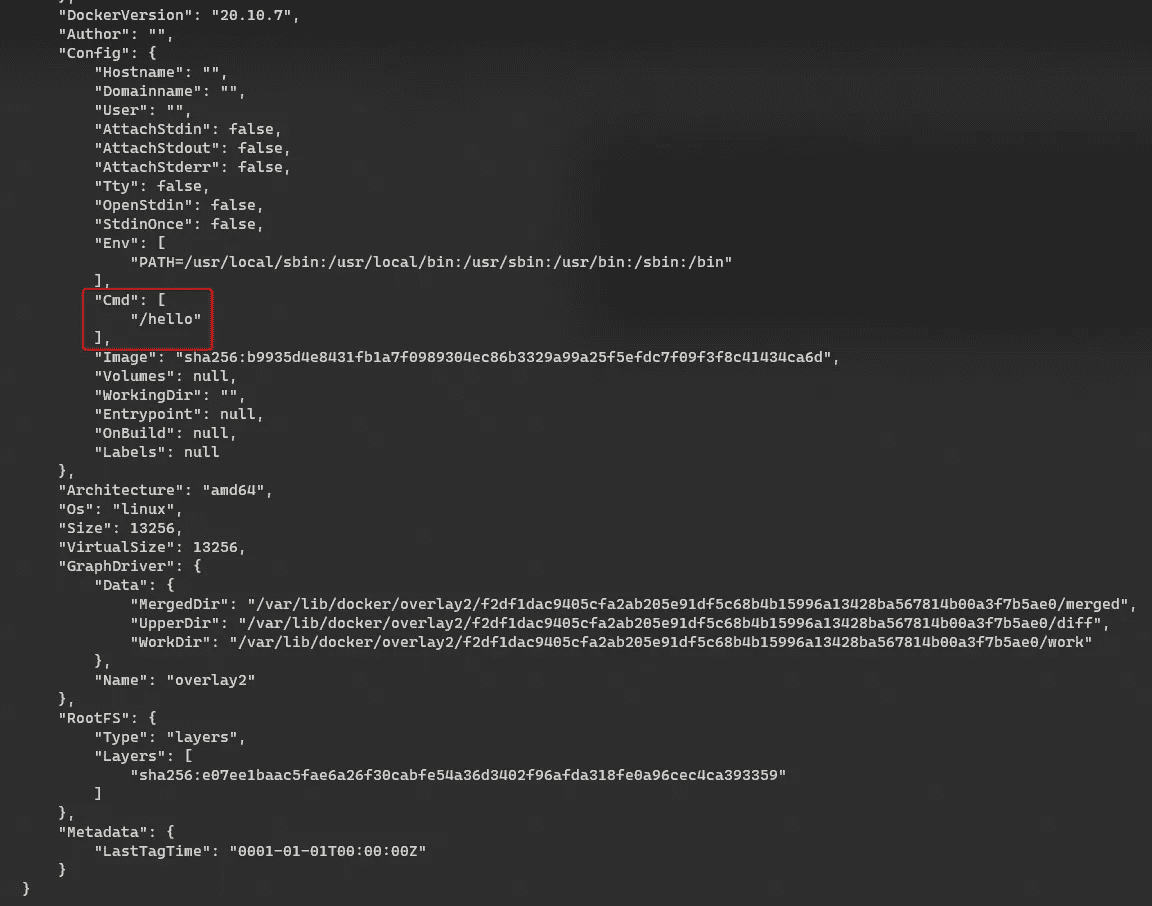 },
"DockerVersion": "20.10.7",
"Author": "",
"Config": {
"Hostname": "",
"Domainname": "",
"User": "",
"AttachStdin": false,
"AttachStdout": false,
"AttachStderr": false,
"Tty": false,
"OpenStdin": false,
"StdinOnce": false,
"Env": [
"PATH=/usr/local/sbin:/usr/local/bin:/usr/sbin:/usr/bin:/sbin:/bin"
],
"Cmd": [
"/hello"
],
"Image": "sha256:b9935d4e8431fb1a7f0989304ec86b3329a99a25f5efdc7f09f3f8c41434ca6d",
"Volumes": null,
"WorkingDir": "",
"Entrypoint": null,
"OnBuild": null,
"Labels": null
},
"Architecture": "amd64",
"Os": "linux",
"Size": 13256,
"VirtualSize": 13256,
"GraphDriver": {
"Data": {
"MergedDir": "/var/lib/docker/overlay2/f2df1dac9405cfa2ab205e91df5c68b4b15996a13428ba567814b00a3f7b5ae0/merged",
"UpperDir": "/var/lib/docker/overlay2/f2df1dac9405cfa2ab205e91df5c68b4b15996a13428ba567814b00a3f7b5ae0/diff",
"WorkDir": "/var/lib/docker/overlay2/f2df1dac9405cfa2ab205e91df5c68b4b15996a13428ba567814b00a3f7b5ae0/work"
},
"Name": "overlay2"
},
"RootFS": {
"Type": "layers",
"Layers": [
"sha256:e07ee1baac5fae6a26f30cabfe54a36d3402f96afda318fe0a96cec4ca393359"
]
},
"Metadata": {
"LastTagTime": "0001-01-01T00:00:00Z"
}
}